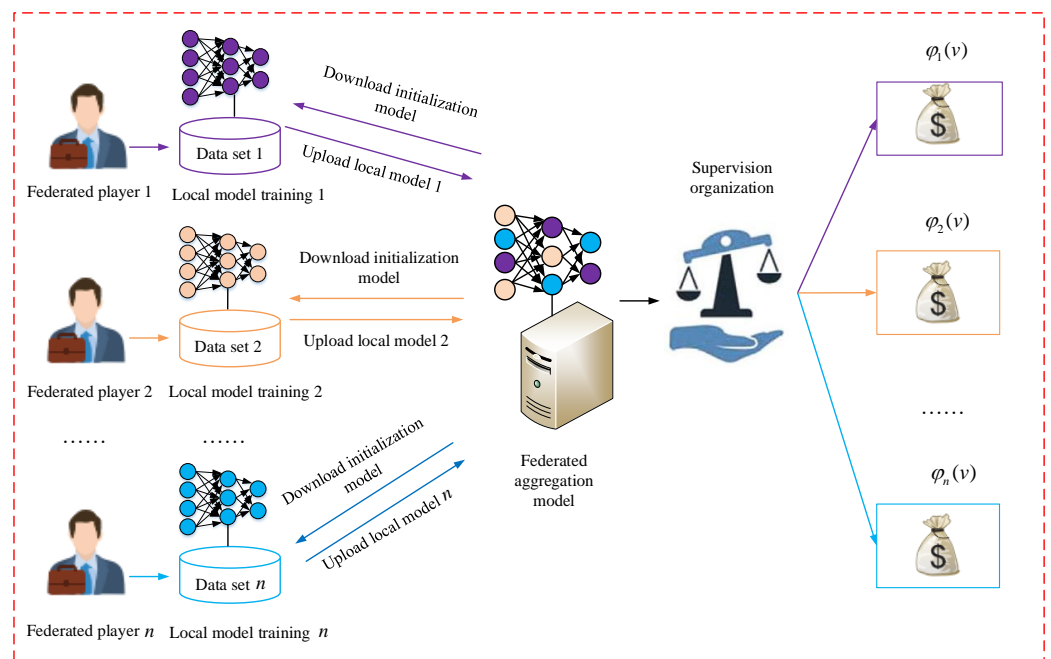 Federated player 1
Data set 1
Local model training 1
Download initialization
model
Upload local model 1
Federated player 2
Data set 2
Local model training 2
Download initialization
model
Upload local model 2
……
……
Federated player n
Data set n
Local model training n
Download initialization
model
Upload local model n
Federated
aggregation
model
Supervision
organization
φ₁(v)
$
φ₂(v)
$
……
φₙ(v)
$